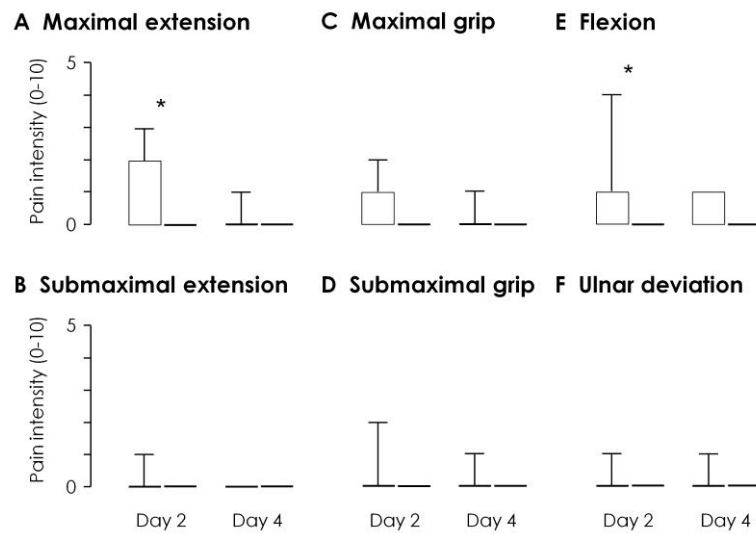 A Maximal extension
C Maximal grip
E Flexion
Pain intensity (0-10)
5
0
*
*
B Submaximal extension
D Submaximal grip
F Ulnar deviation
Pain intensity (0-10)
5
0
Day 2
Day 4
Day 2
Day 4
Day 2
Day 4